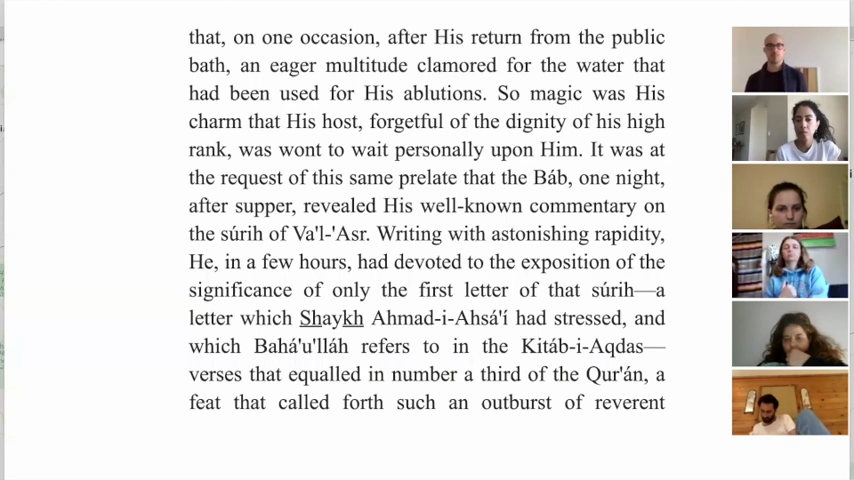 that, on one occasion, after His return from the public
bath, an eager multitude clamored for the water that
had been used for His ablutions. So magic was His
charm that His host, forgetful of the dignity of his high
rank, was wont to wait personally upon Him. It was at
the request of this same prelate that the Báb, one night,
after supper, revealed His well-known commentary on
the súrih of Va'l-'Asr. Writing with astonishing rapidity,
He, in a few hours, had devoted to the exposition of the
significance of only the first letter of that súrih—a
letter which Shaykh Ahmad-i-Ahsá'í had stressed, and
which Bahá'u'lláh refers to in the Kitáb-i-Aqdas—
verses that equalled in number a third of the Qur'án, a
feat that called forth such an outburst of reverent